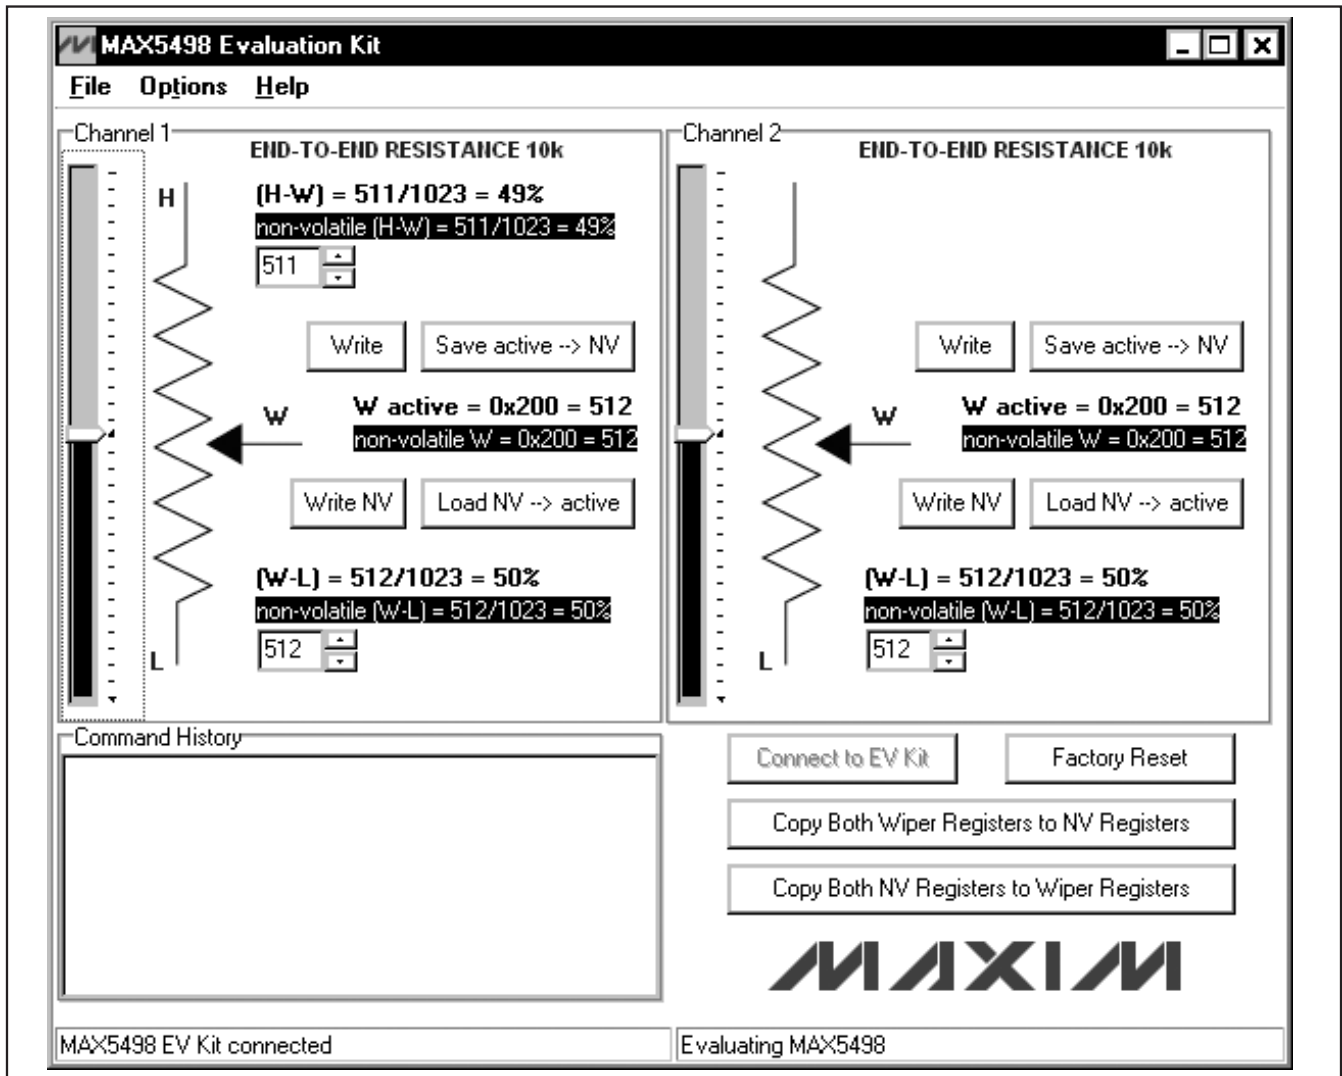 MAX5498 Evaluation Kit
File Options Help
Channel 1
END-TO-END RESISTANCE 10k
H
(H-W) = 511/1023 = 49%
non-volatile (H-W) = 511/1023 = 49%
511
Write
Save active --> NV
W
W active = 0x200 = 512
non-volatile W = 0x200 = 512
Write NV
Load NV --> active
(W-L) = 512/1023 = 50%
non-volatile (W-L) = 512/1023 = 50%
512
L
Channel 2
END-TO-END RESISTANCE 10k
Write
Save active --> NV
W
W active = 0x200 = 512
non-volatile W = 0x200 = 512
Write NV
Load NV --> active
(W-L) = 512/1023 = 50%
non-volatile (W-L) = 512/1023 = 50%
512
L
Command History
Connect to EV Kit
Factory Reset
Copy Both Wiper Registers to NV Registers
Copy Both NV Registers to Wiper Registers
MAXIM
MAX5498 EV Kit connected
Evaluating MAX5498